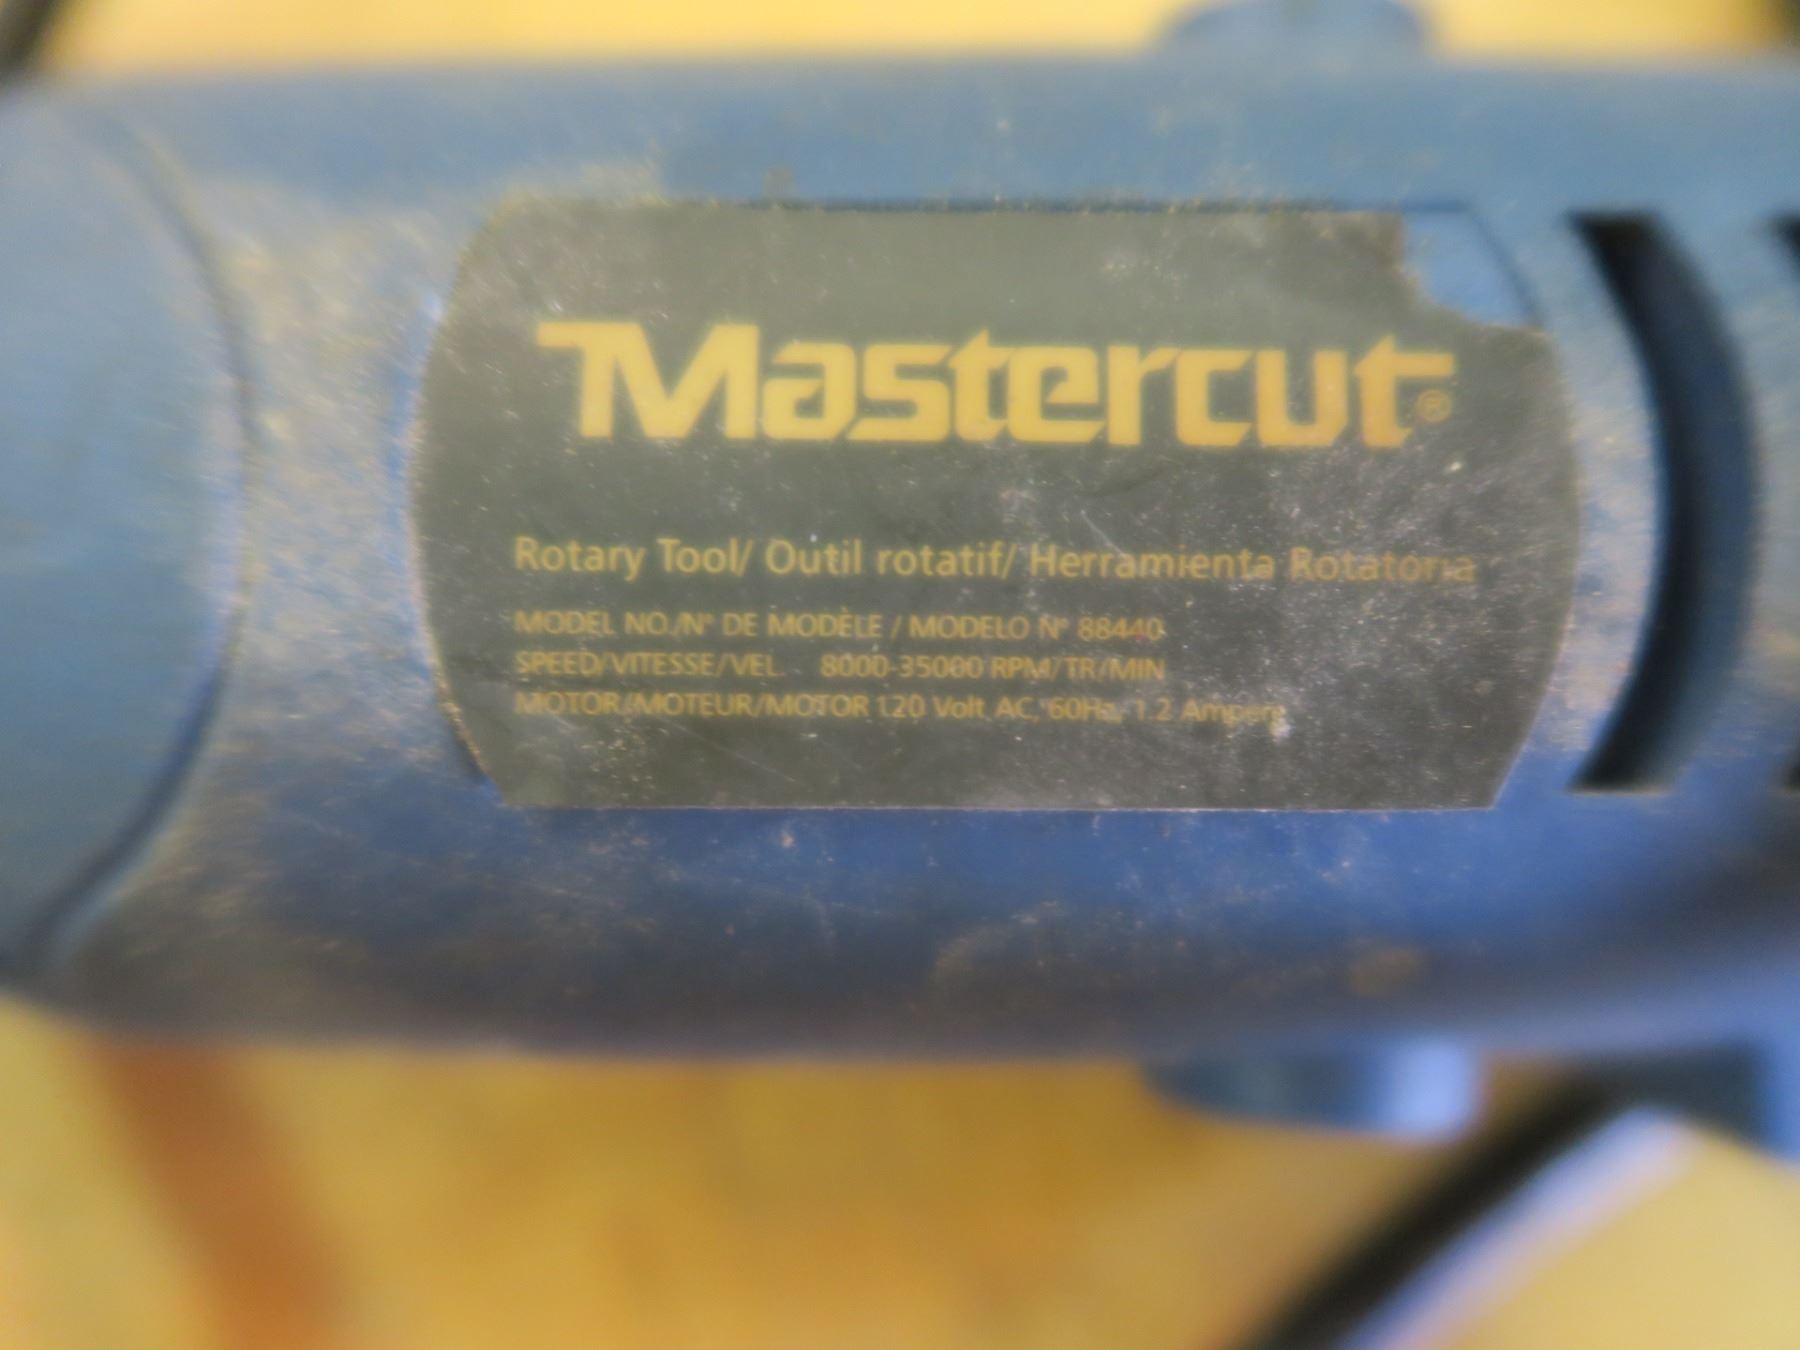 Mastercut®
Rotary Tool/ Outil rotatif/ Herramienta Rotatoria
MODEL NO./N° DE MODÈLE / MODELO N° 88440
SPEED/VITESSE/VEL. 8000-35000 RPM/TR/MIN
MOTOR/MOTEUR/MOTOR 120 Volt AC, 60Hz, 1.2 Ampers